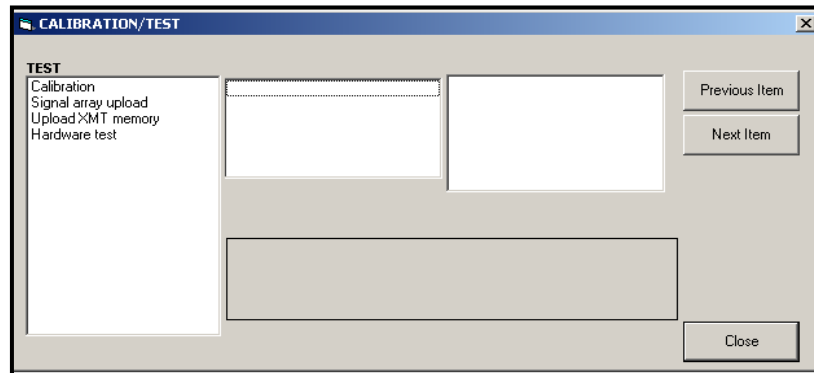 CALIBRATION/TEST
TEST
Calibration
Signal array upload
Upload XMT memory
Hardware test
Previous Item
Next Item
Close